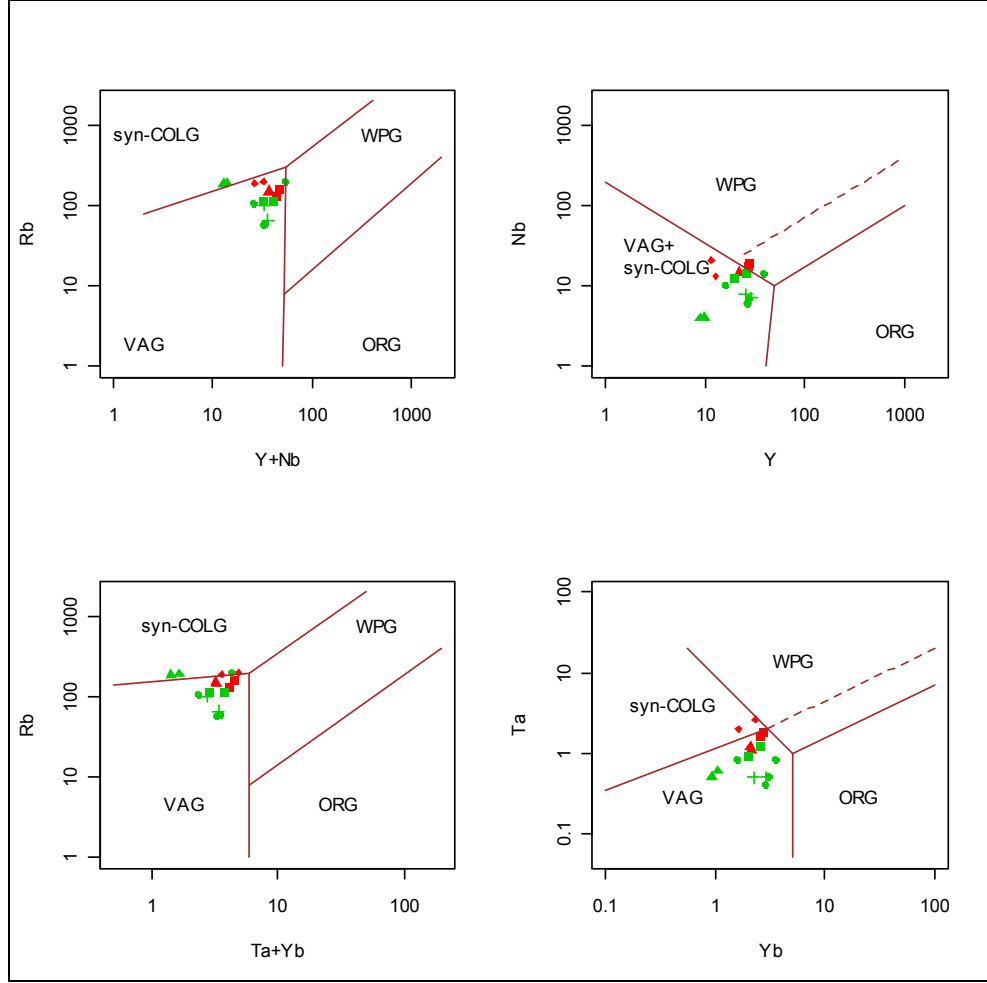 syn-COLG
WPG
VAG
ORG
1
10
100
1000
1
10
100
1000
Rb
Y+Nb
WPG
VAG+
syn-COLG
ORG
1
10
100
1000
1
10
100
1000
Nb
Y
syn-COLG
WPG
VAG
ORG
1
10
100
1000
1
10
100
Rb
Ta+Yb
WPG
syn-COLG
VAG
ORG
0.1
1
10
100
0.1
1
10
100
Ta
Yb